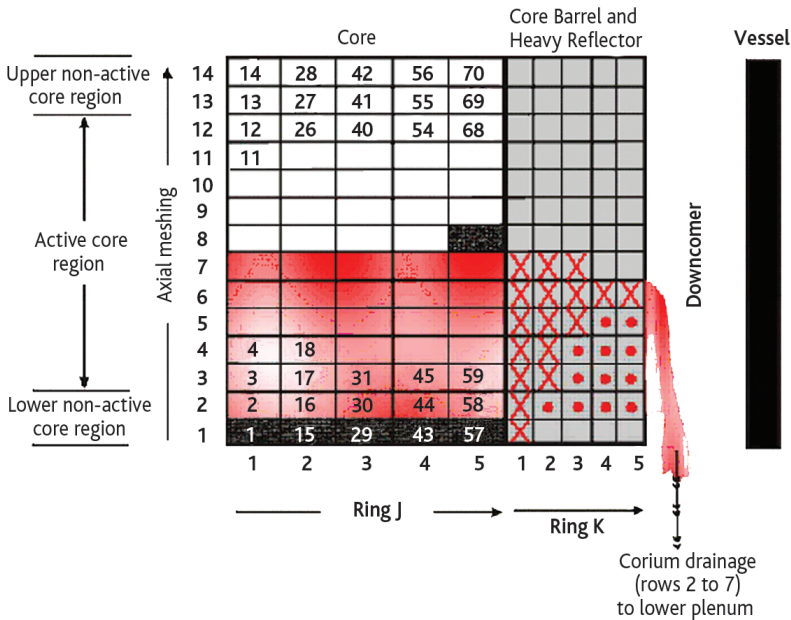 Core
Core Barrel and
Heavy Reflector
Vessel
Upper non-active
core region
Active core
region
Lower non-active
core region
Axial meshing
14 14 28 42 56 70
13 13 27 41 55 69
12 12 26 40 54 68
11 11
10
9
8
7
6
5
4 4 18
3 3 17 31 45 59
2 2 16 30 44 58
1 1 15 29 43 57
1 2 3 4 5 1 2 3 4 5
Ring J
Ring K
Downcomer
Corium drainage
(rows 2 to 7)
to lower plenum